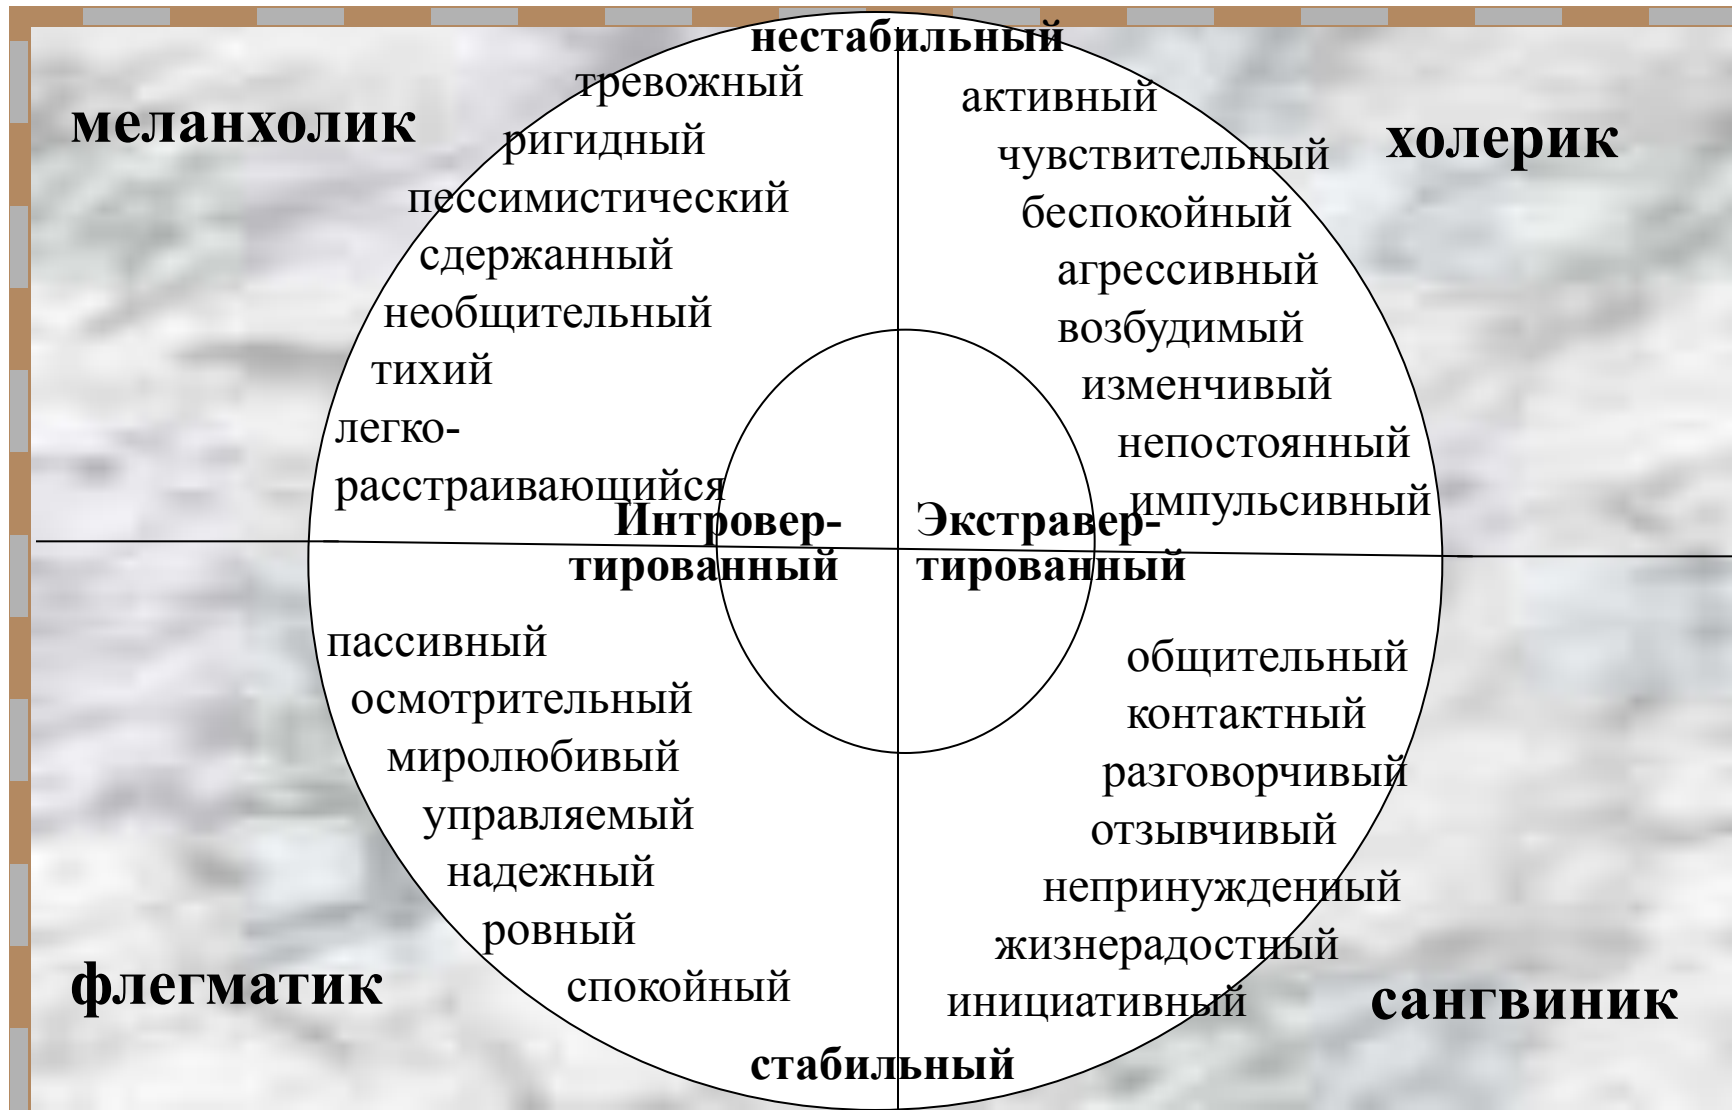 нестабильный
меланхолик
тревожный
ригидный
пессимистический
сдержанный
необщительный
тихий
легко-
расстраивающийся
холерик
активный
чувствительный
беспокойный
агрессивный
возбудимый
изменчивый
непостоянный
импульсивный
Интровер-
тированный
Экстравер-
тированный
флегматик
пассивный
осмотрительный
миролюбивый
управляемый
надежный
ровный
спокойный
сангвиник
общительный
контактный
разговорчивый
отзывчивый
непринужденный
жизнерадостный
инициативный
стабильный